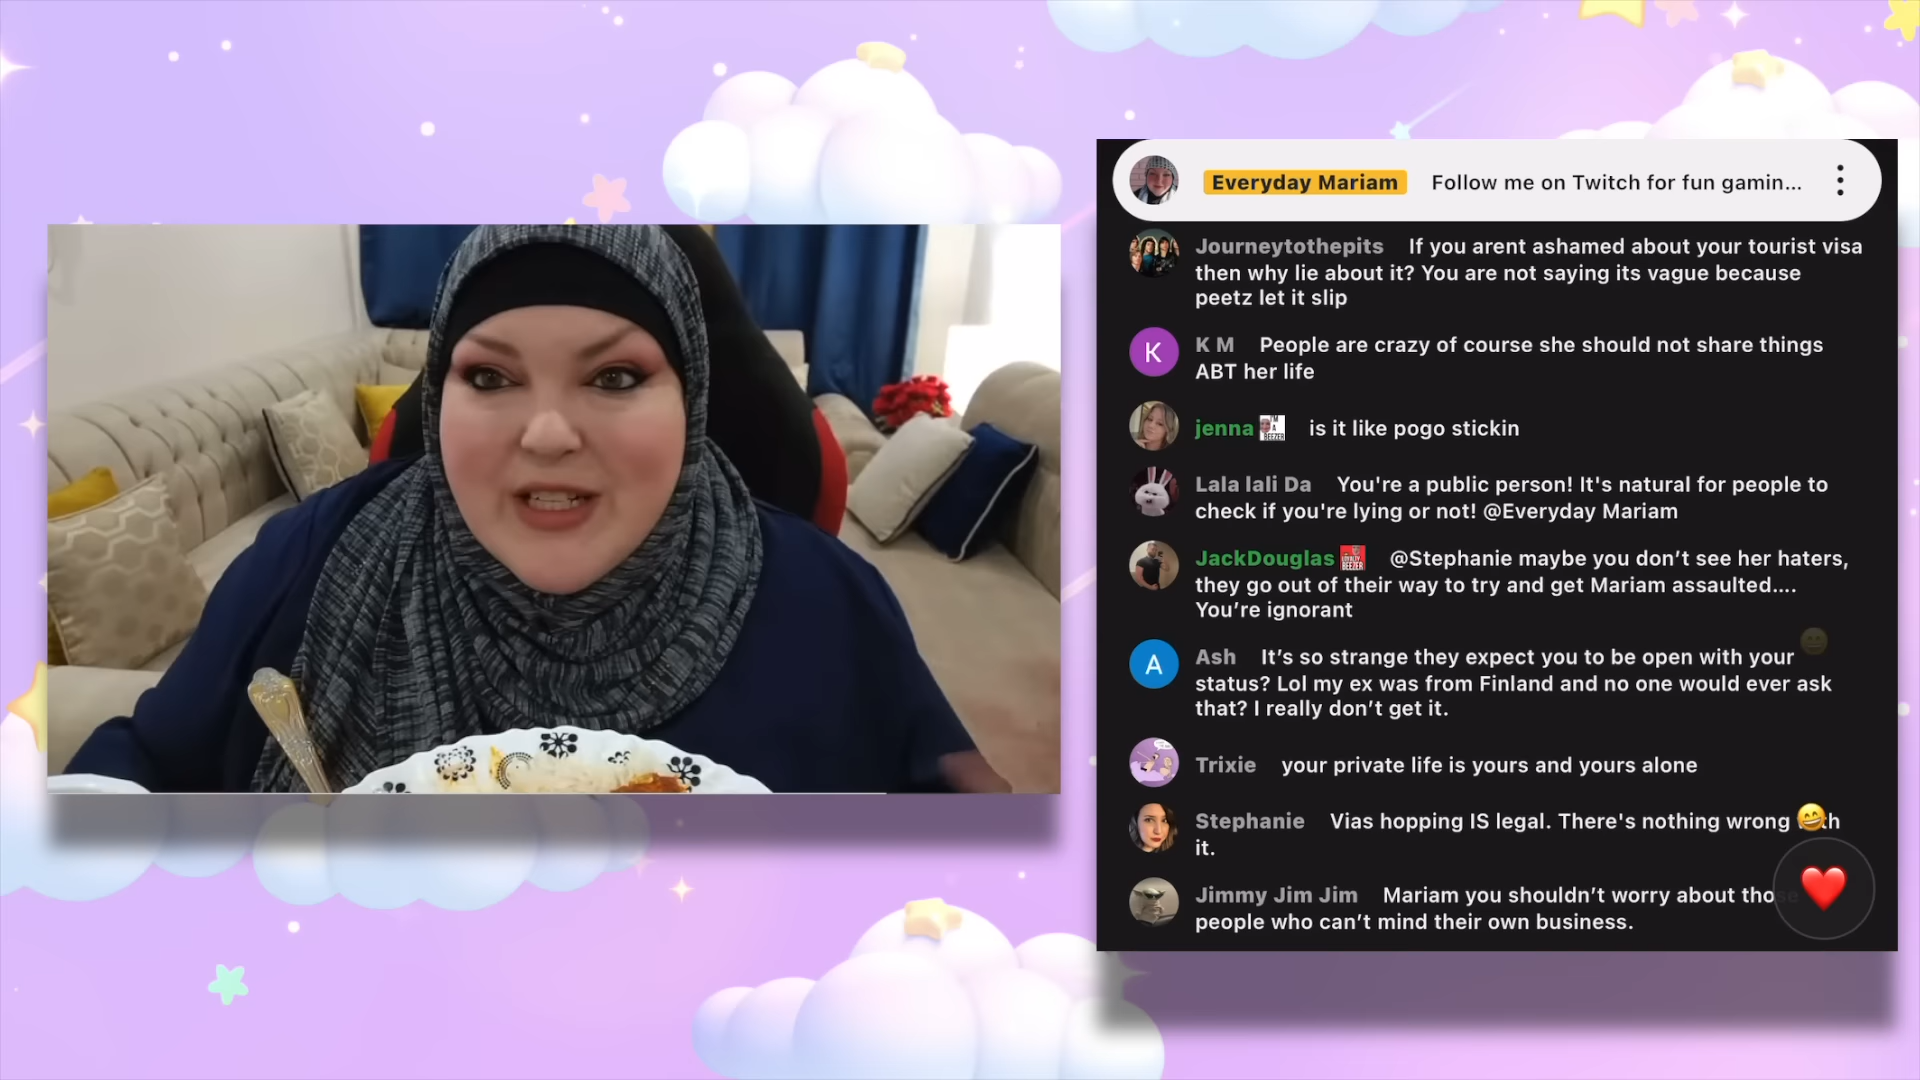 Everyday Mariam Follow me on Twitch for fun gamin...
Journeytothepits If you arent ashamed about your tourist visa
then why lie about it? You are not saying its vague because
peetz let it slip
K
K M People are crazy of course she should not share things
ABT her life
jenna I'M A BEEZER is it like pogo stickin
Lala lali Da You're a public person! It's natural for people to
check if you're lying or not! @Everyday Mariam
JackDouglas BEEZER @Stephanie maybe you don’t see her haters,
they go out of their way to try and get Mariam assaulted....
You’re ignorant
A
Ash It’s so strange they expect you to be open with your
status? Lol my ex was from Finland and no one would ever ask
that? I really don’t get it.
Trixie your private life is yours and yours alone
Stephanie Vias hopping IS legal. There's nothing wrong
it.
Jimmy Jim Jim Mariam you shouldn’t worry about those
people who can’t mind their own business.